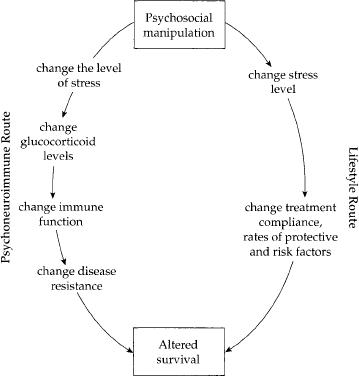 Psychosocial
manipulation
change the level
of stress
change
glucocorticoid
levels
change immune
function
change disease
resistance
Psychoneuroimmune Route
change stress
level
change treatment
compliance,
rates of protective
and risk factors
Lifestyle Route
Altered
survival